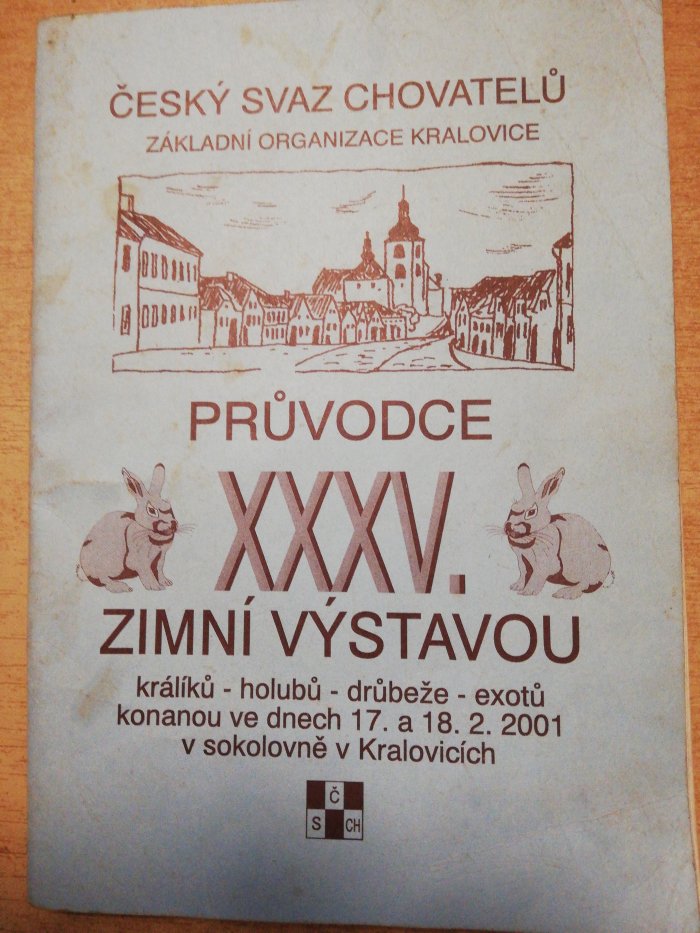 ČESKÝ SVAZ CHOVATELŮ
ZÁKLADNÍ ORGANIZACE KRALOVICE
PRŮVODCE
XXXV.
ZIMNÍ VÝSTAVOU
králíků - holubů - drůbeže - exotů
konanou ve dnech 17. a 18. 2. 2001
v sokolovně v Kralovicích
Č
S CH